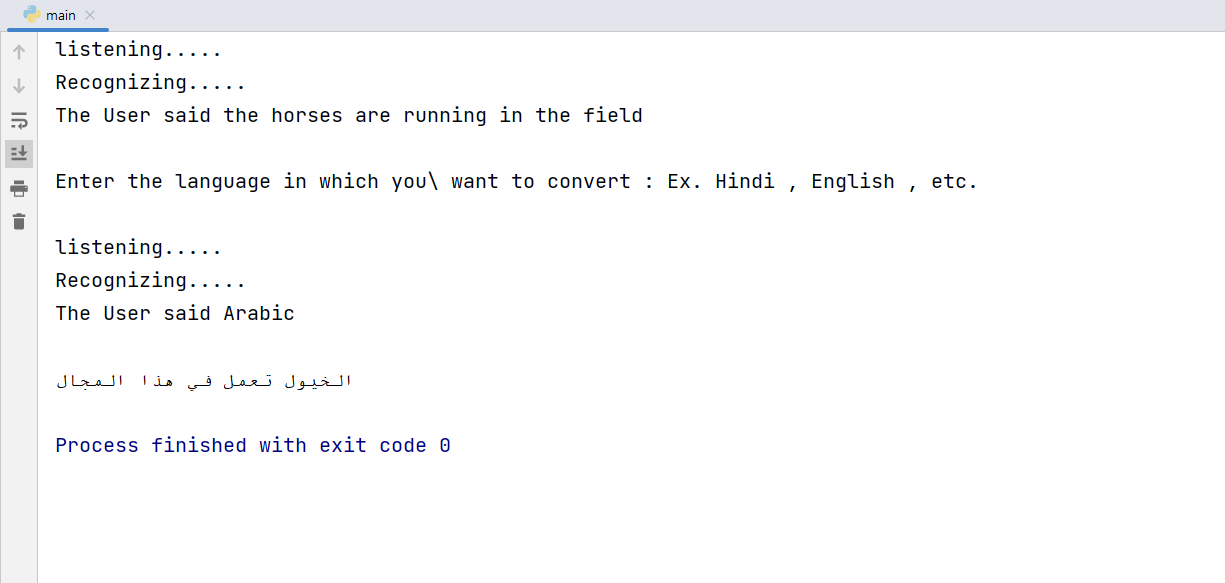 main
listening.....
Recognizing.....
The User said the horses are running in the field
Enter the language in which you\ want to convert : Ex. Hindi , English , etc.
listening.....
Recognizing.....
The User said Arabic
الخيول تعمل في هذا المجال
Process finished with exit code 0